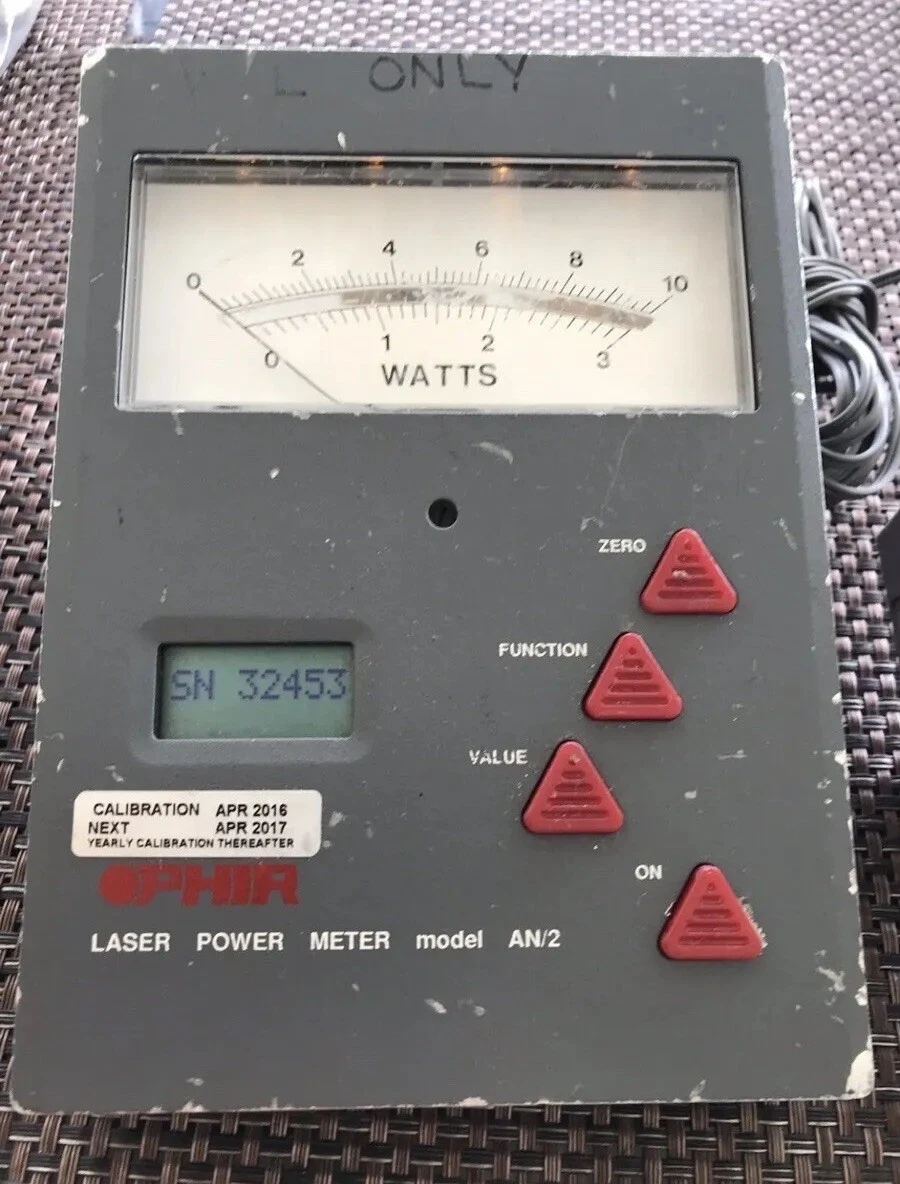 L ONLY
0 2 4 6 8 10
0 1 2 3
WATTS
ZERO
FUNCTION
SN 32453
VALUE
CALIBRATION APR 2016
NEXT APR 2017
YEARLY CALIBRATION THEREAFTER
ON
OPHIR
LASER POWER METER model AN/2